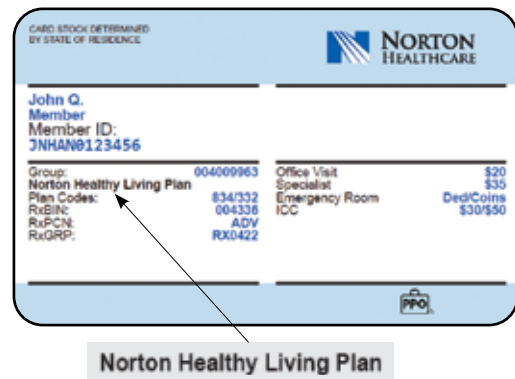 CARD STOCK DETERMINED
BY STATE OF RESIDENCE
NORTON
HEALTHCARE
John Q.
Member
Member ID:
JNHAN0123456
Group: 004009963
Norton Healthy Living Plan
Plan Codes: 834/332
RxBIN: 004336
RxPCN: ADV
RxGRP: RX0422
Office Visit $20
Specialist $35
Emergency Room Ded/Coins
ICC $30/$50
PPO
Norton Healthy Living Plan